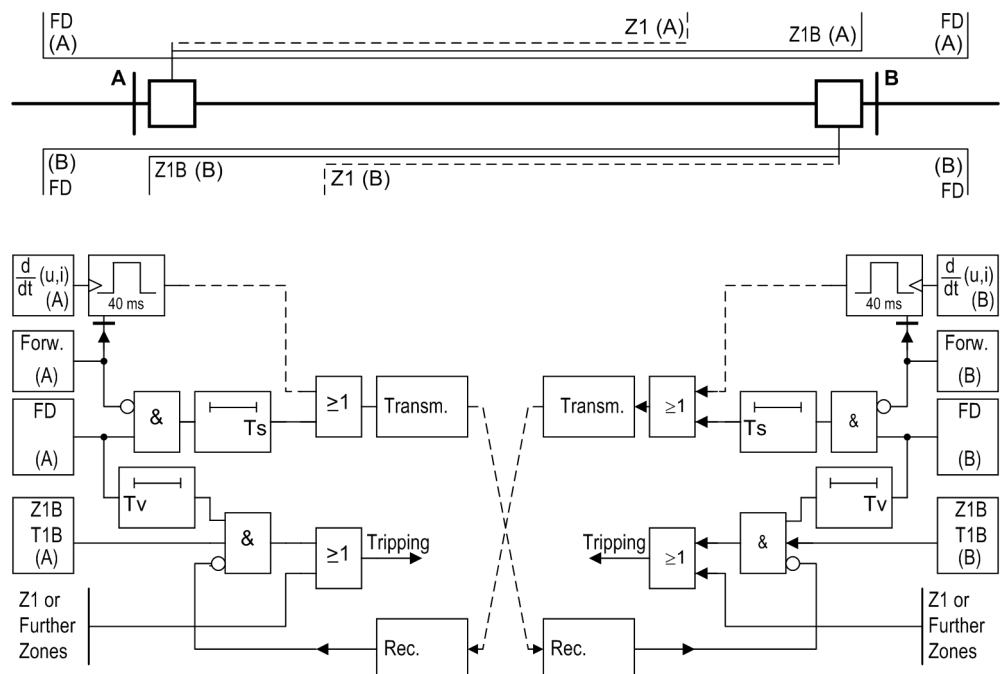 FD
(A)
Z1 (A)
Z1B (A)
FD
(A)
A
B
(B)
FD
Z1B (B)
Z1 (B)
(B)
FD
d
dt
(u,i)
(A)
40 ms
40 ms
d
dt
(u,i)
(B)
Forw.
(A)
Forw.
(B)
FD
(A)
&
Ts
≥1
Transm.
Transm.
≥1
Ts
&
FD
(B)
Tv
Tv
Z1B
T1B
(A)
&
≥1
Tripping
Tripping
≥1
&
Z1B
T1B
(B)
Z1 or
Further
Zones
Rec.
Rec.
Z1 or
Further
Zones